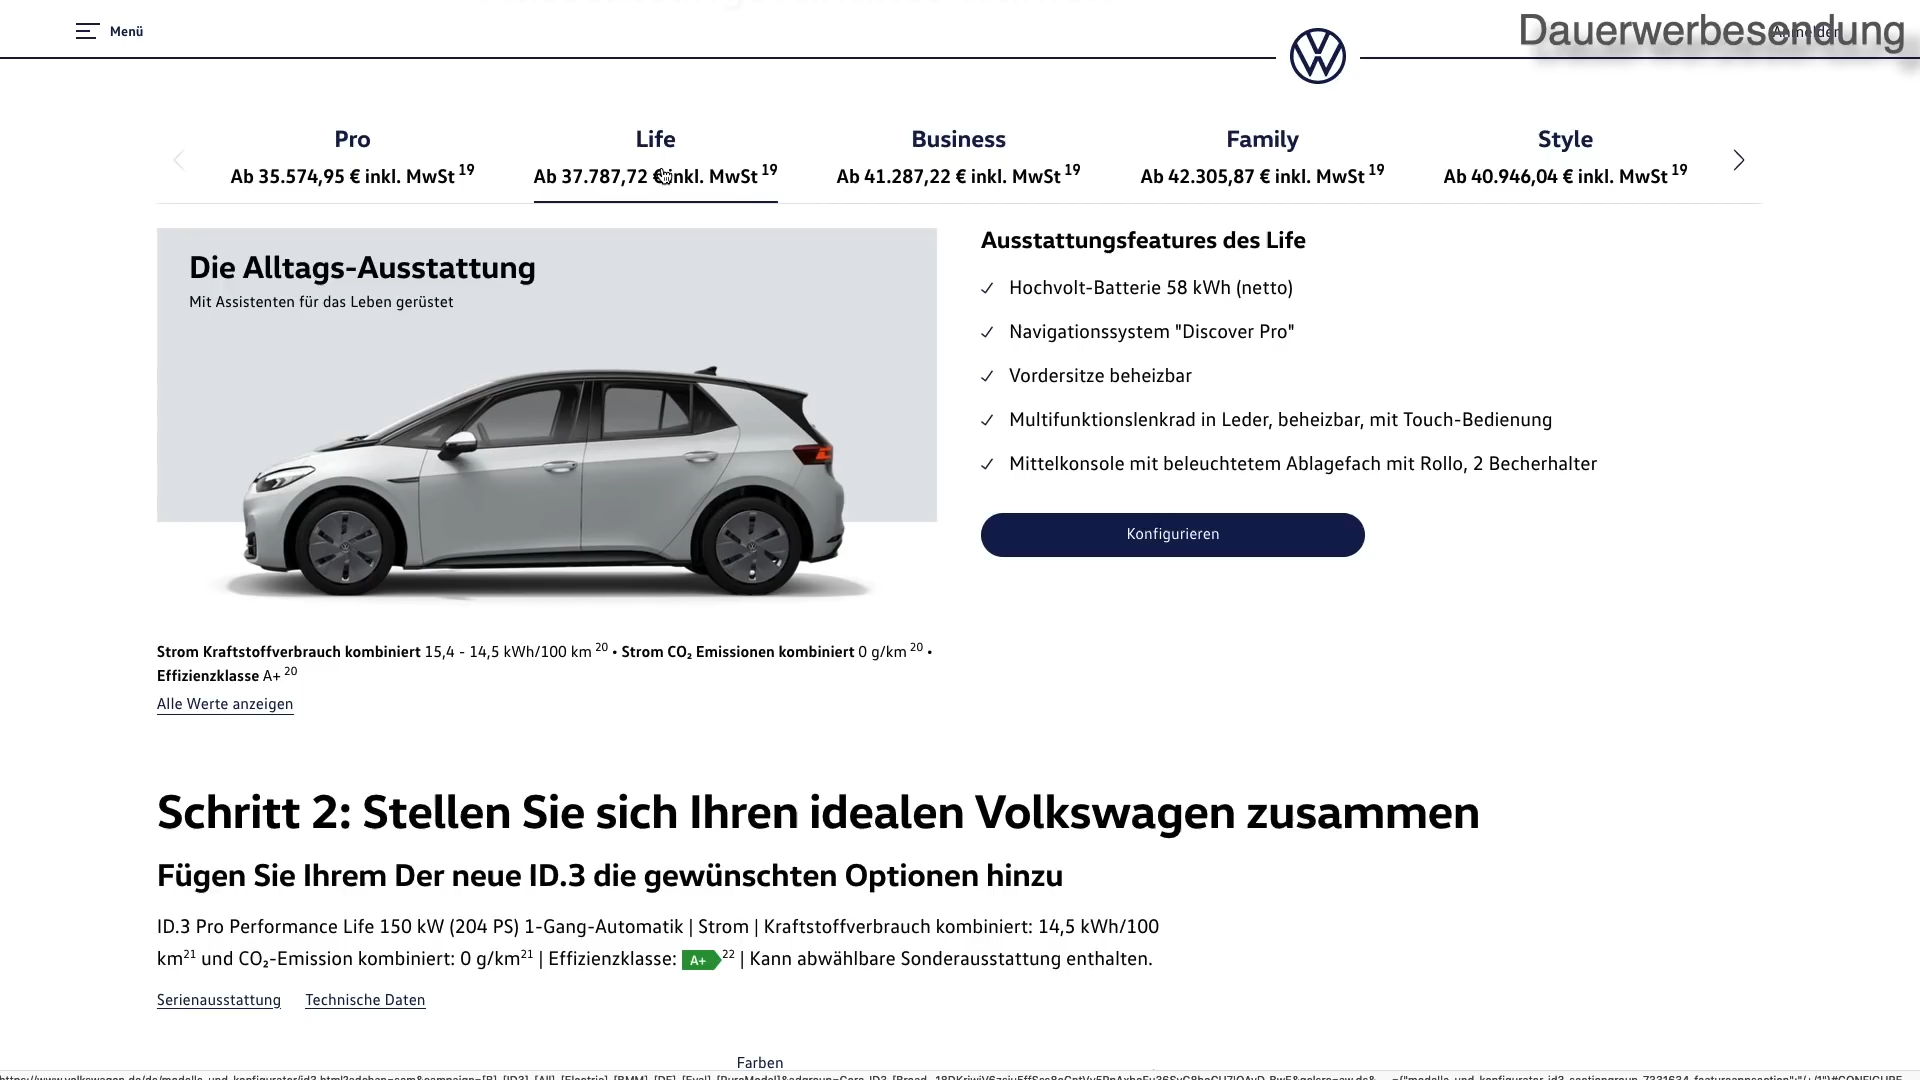 Menü
Dauerwerbesendung
Anmelden
Pro
Life
Business
Family
Style
Ab 35.574,95 € inkl. MwSt 19
Ab 37.787,72 € inkl. MwSt 19
Ab 41.287,22 € inkl. MwSt 19
Ab 42.305,87 € inkl. MwSt 19
Ab 40.946,04 € inkl. MwSt 19
Die Alltags-Ausstattung
Mit Assistenten für das Leben gerüstet
Ausstattungsfeatures des Life
Hochvolt-Batterie 58 kWh (netto)
Navigationssystem "Discover Pro"
Vordersitze beheizbar
Multifunktionslenkrad in Leder, beheizbar, mit Touch-Bedienung
Mittelkonsole mit beleuchtetem Ablagefach mit Rollo, 2 Becherhalter
Konfigurieren
Strom Kraftstoffverbrauch kombiniert 15,4 - 14,5 kWh/100 km 20 • Strom CO₂ Emissionen kombiniert 0 g/km 20 •
Effizienzklasse A+ 20
Alle Werte anzeigen
Schritt 2: Stellen Sie sich Ihren idealen Volkswagen zusammen
Fügen Sie Ihrem Der neue ID.3 die gewünschten Optionen hinzu
ID.3 Pro Performance Life 150 kW (204 PS) 1-Gang-Automatik | Strom | Kraftstoffverbrauch kombiniert: 14,5 kWh/100
km21 und CO₂-Emission kombiniert: 0 g/km21 | Effizienzklasse: A+ 22 | Kann abwählbare Sonderausstattung enthalten.
Serienausstattung
Technische Daten
Farben